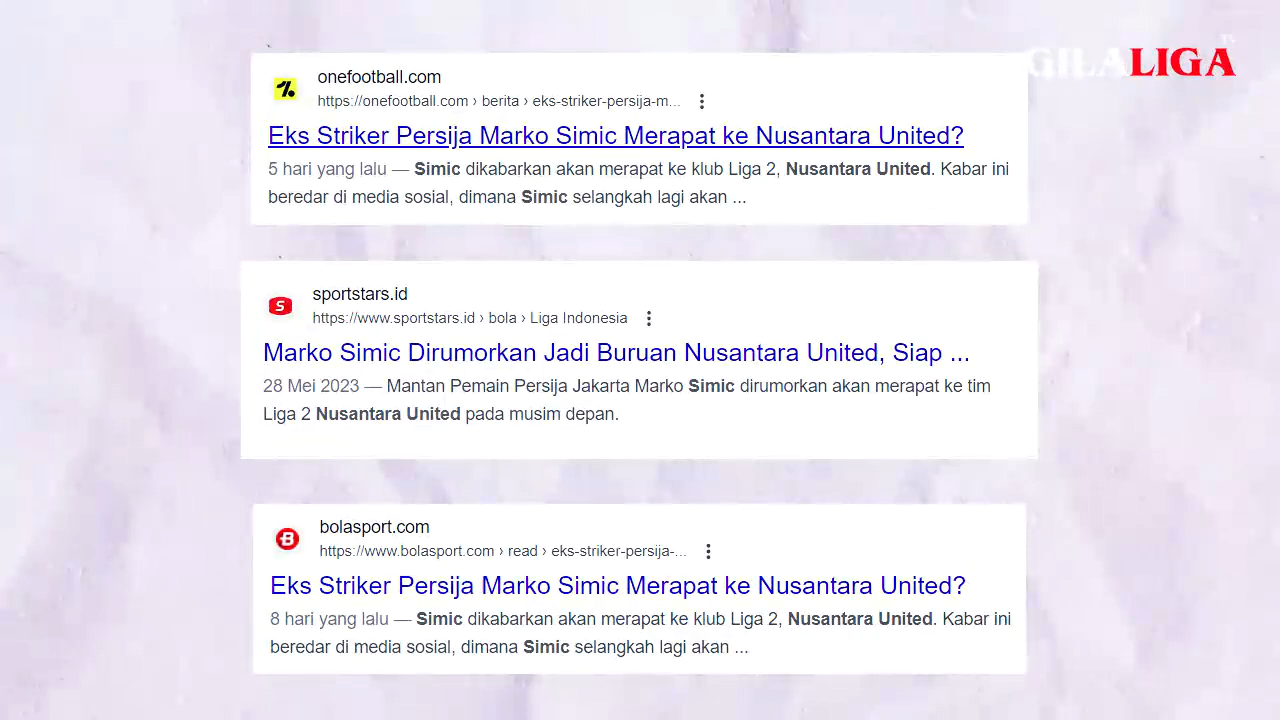 GILALIGA
TV
onefootball.com
https://onefootball.com › berita › eks-striker-persija-m...
Eks Striker Persija Marko Simic Merapat ke Nusantara United?
5 hari yang lalu — Simic dikabarkan akan merapat ke klub Liga 2, Nusantara United. Kabar ini
beredar di media sosial, dimana Simic selangkah lagi akan ...
sportstars.id
https://www.sportstars.id › bola › Liga Indonesia
Marko Simic Dirumorkan Jadi Buruan Nusantara United, Siap ...
28 Mei 2023 — Mantan Pemain Persija Jakarta Marko Simic dirumorkan akan merapat ke tim
Liga 2 Nusantara United pada musim depan.
bolasport.com
https://www.bolasport.com › read › eks-striker-persija-...
Eks Striker Persija Marko Simic Merapat ke Nusantara United?
8 hari yang lalu — Simic dikabarkan akan merapat ke klub Liga 2, Nusantara United. Kabar ini
beredar di media sosial, dimana Simic selangkah lagi akan ...